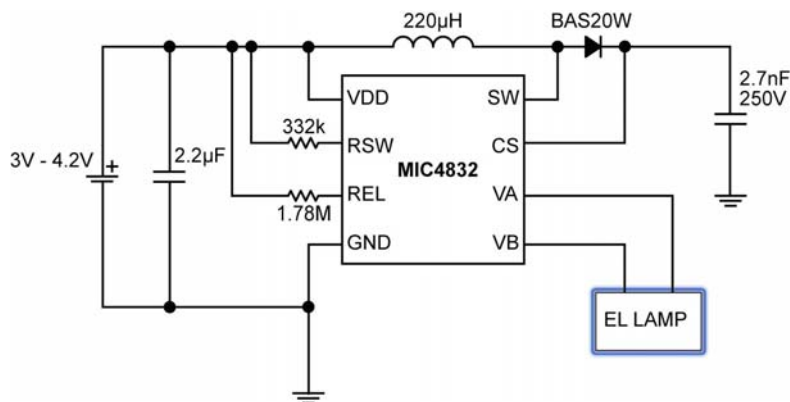 220µH
BAS20W
2.7nF
250V
VDD
SW
332k
RSW
CS
3V - 4.2V
+
2.2µF
MIC4832
REL
VA
1.78M
GND
VB
EL LAMP